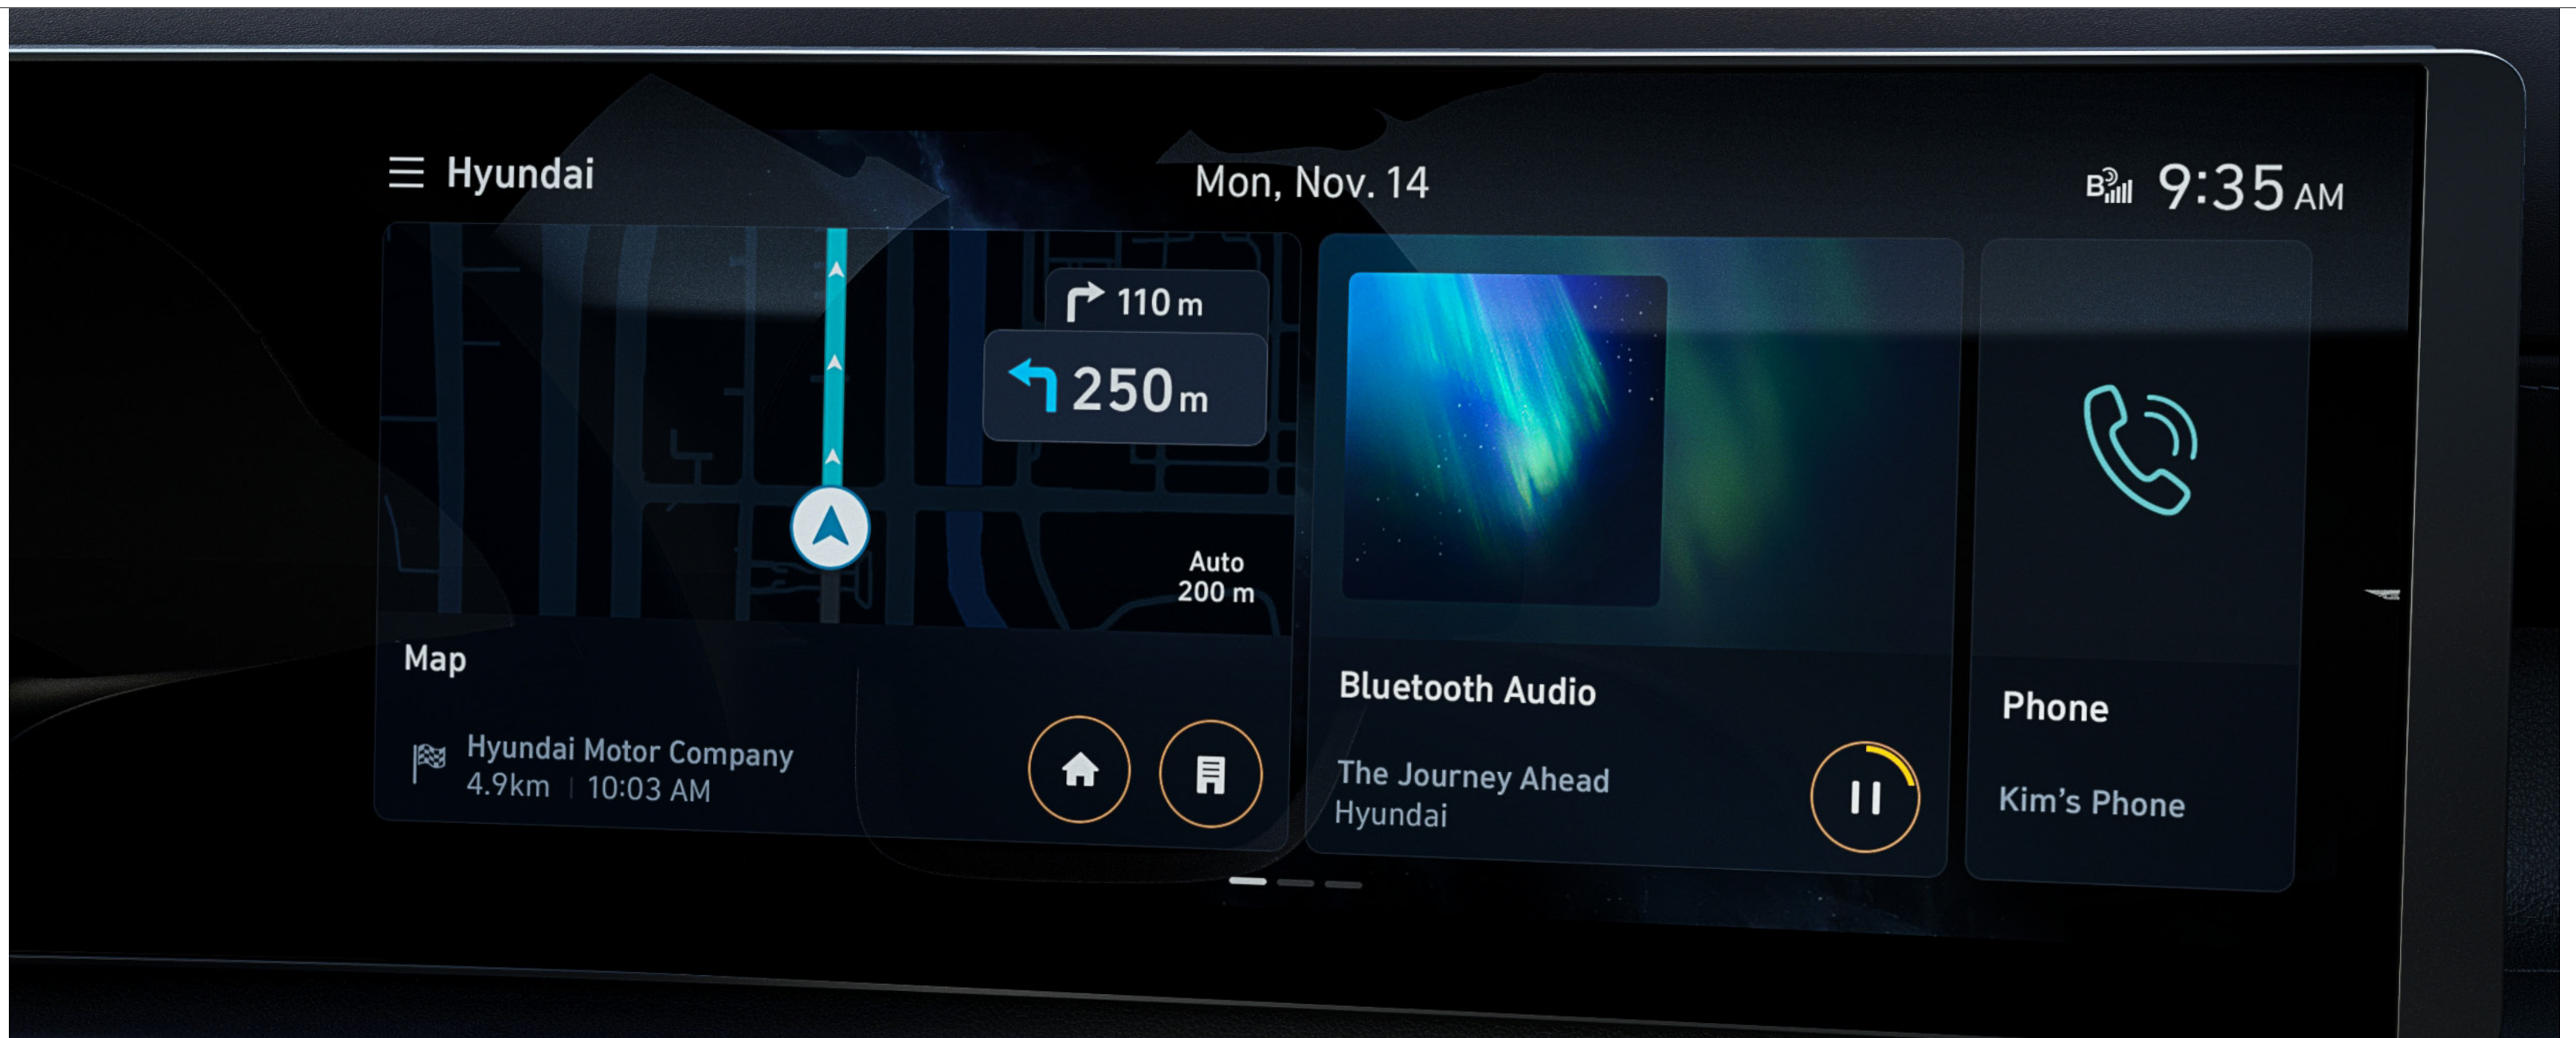 Hyundai
Mon, Nov. 14
B
9:35 AM
110 m
250 m
Auto
200 m
Map
Hyundai Motor Company
4.9km | 10:03 AM
Bluetooth Audio
The Journey Ahead
Hyundai
Phone
Kim's Phone